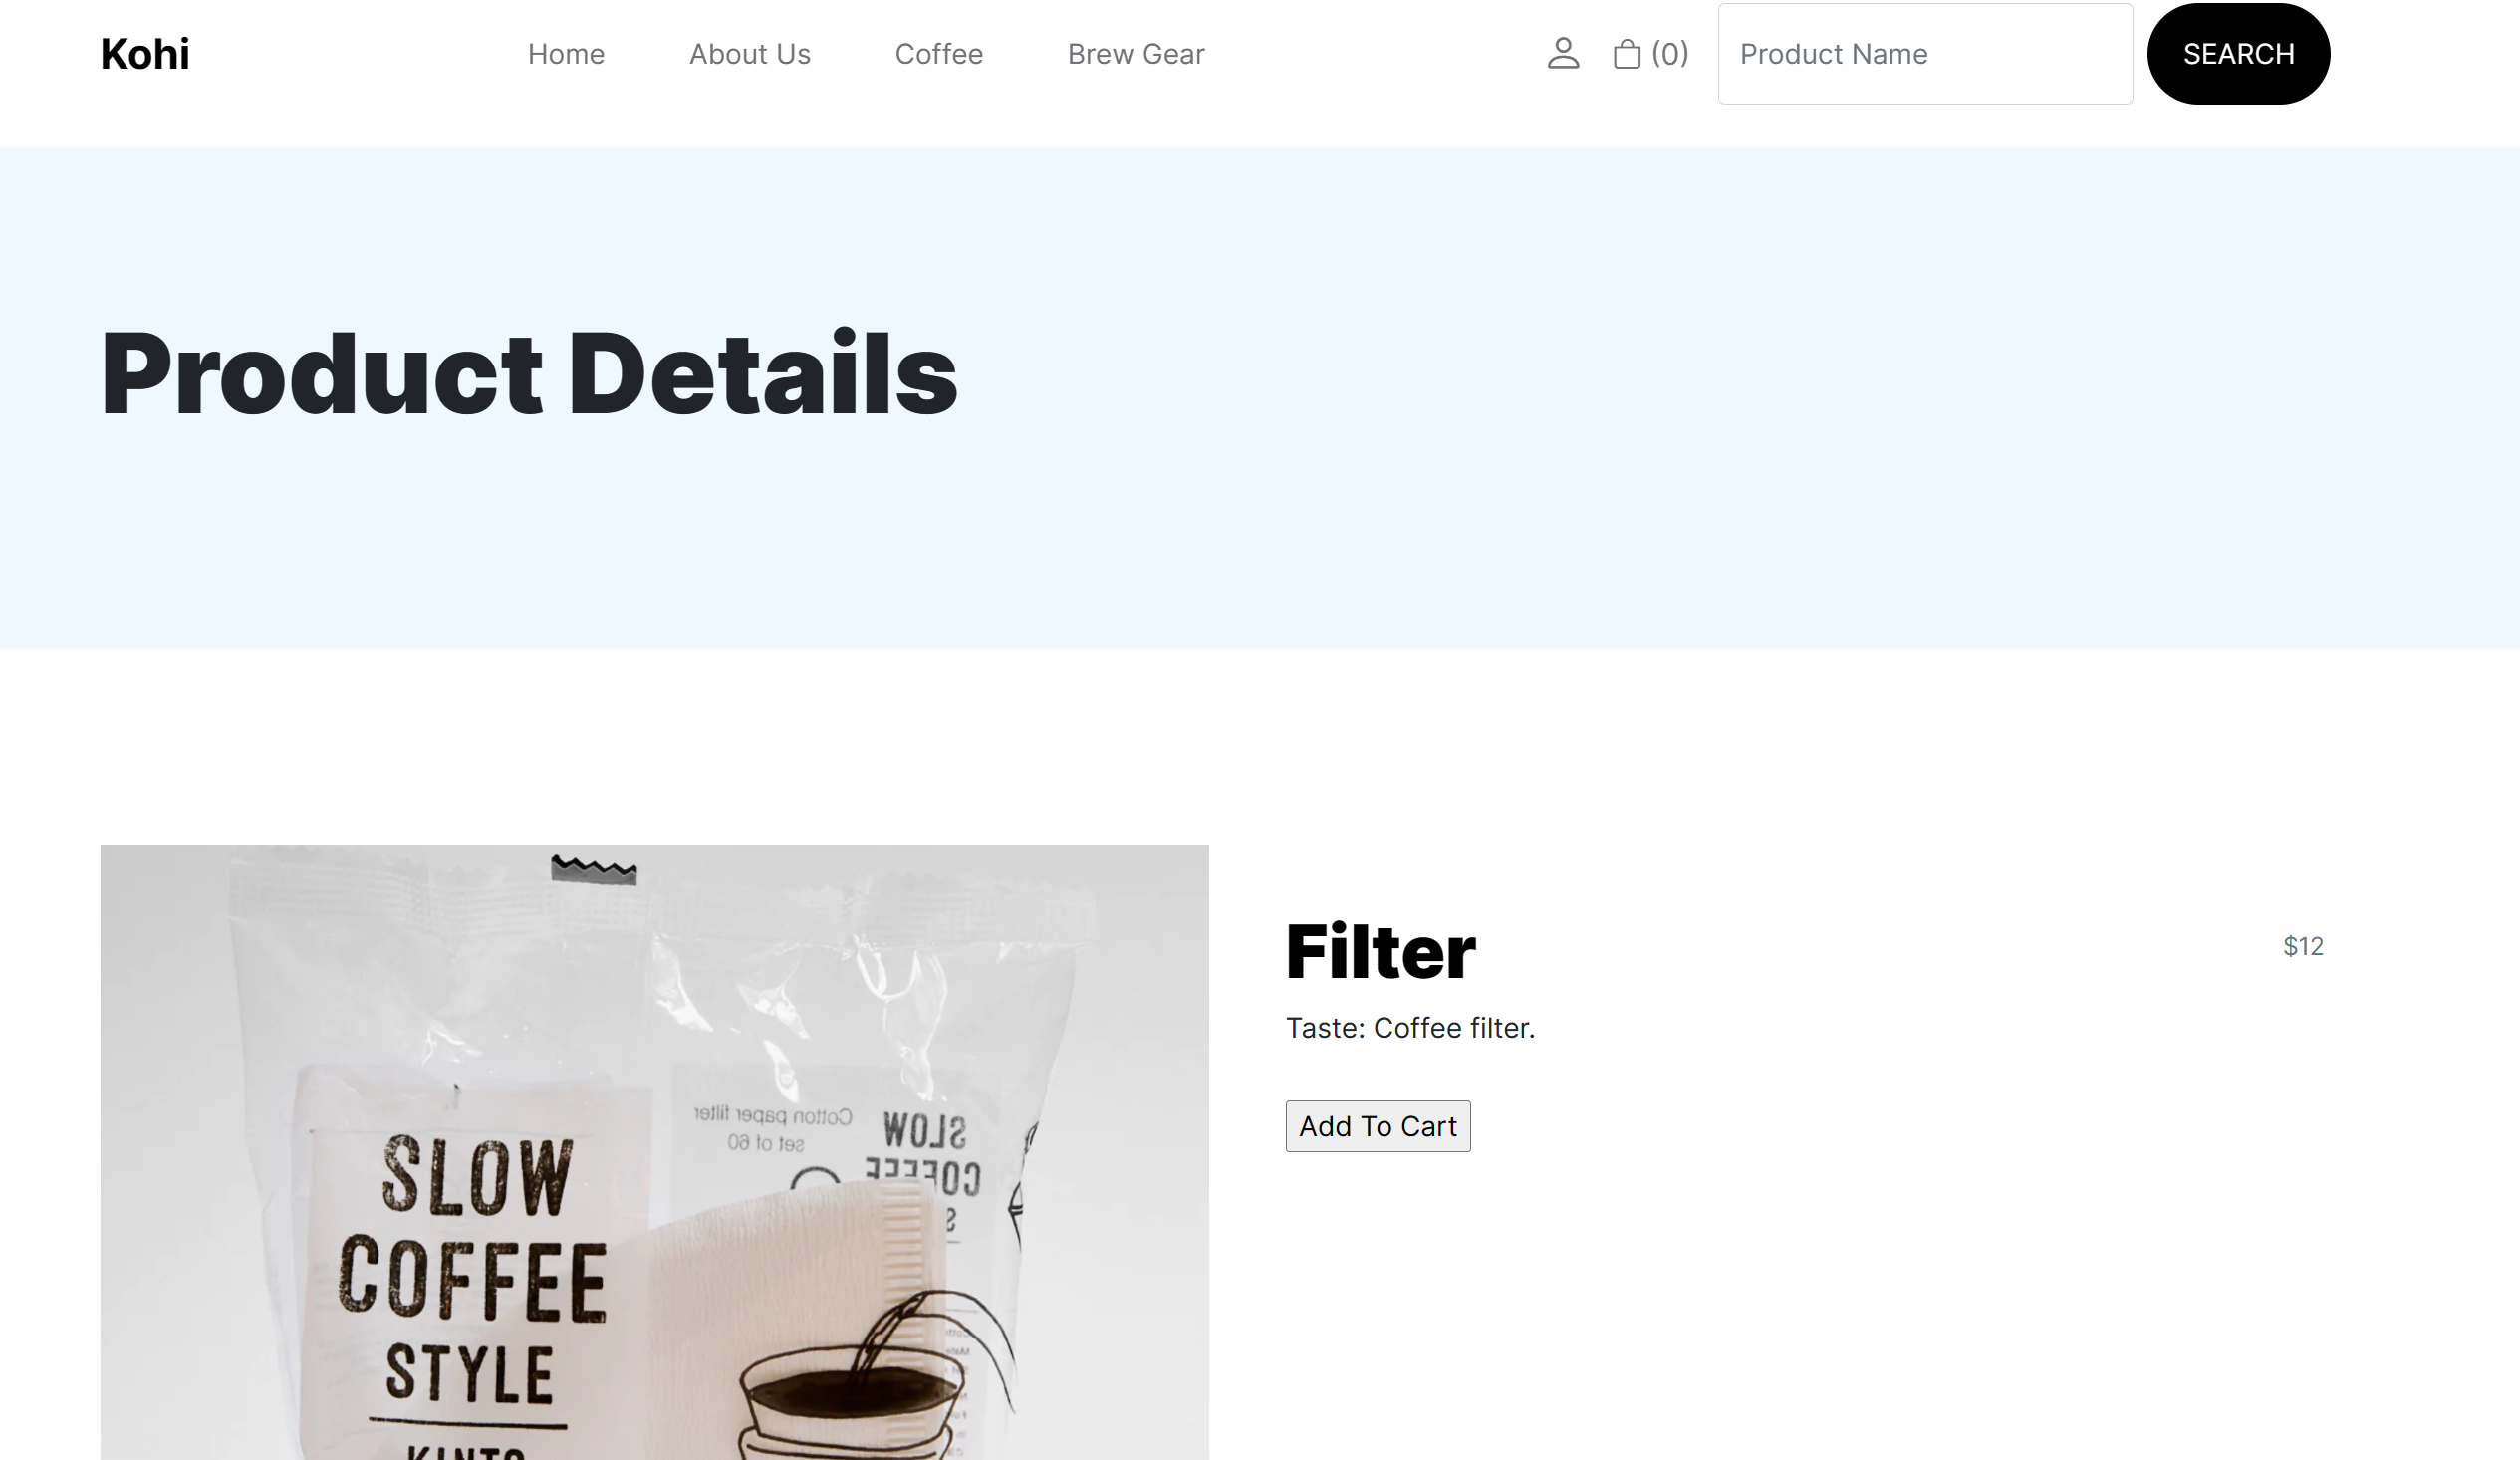 Kohi Home About Us Coffee Brew Gear (0) Product Name SEARCH
Product Details
Filter $12
Taste: Coffee filter.
Add To Cart
Cotton paper filter
set of 60
SLOW
COFFEE
S
SLOW
COFFEE
STYLE
KINTO